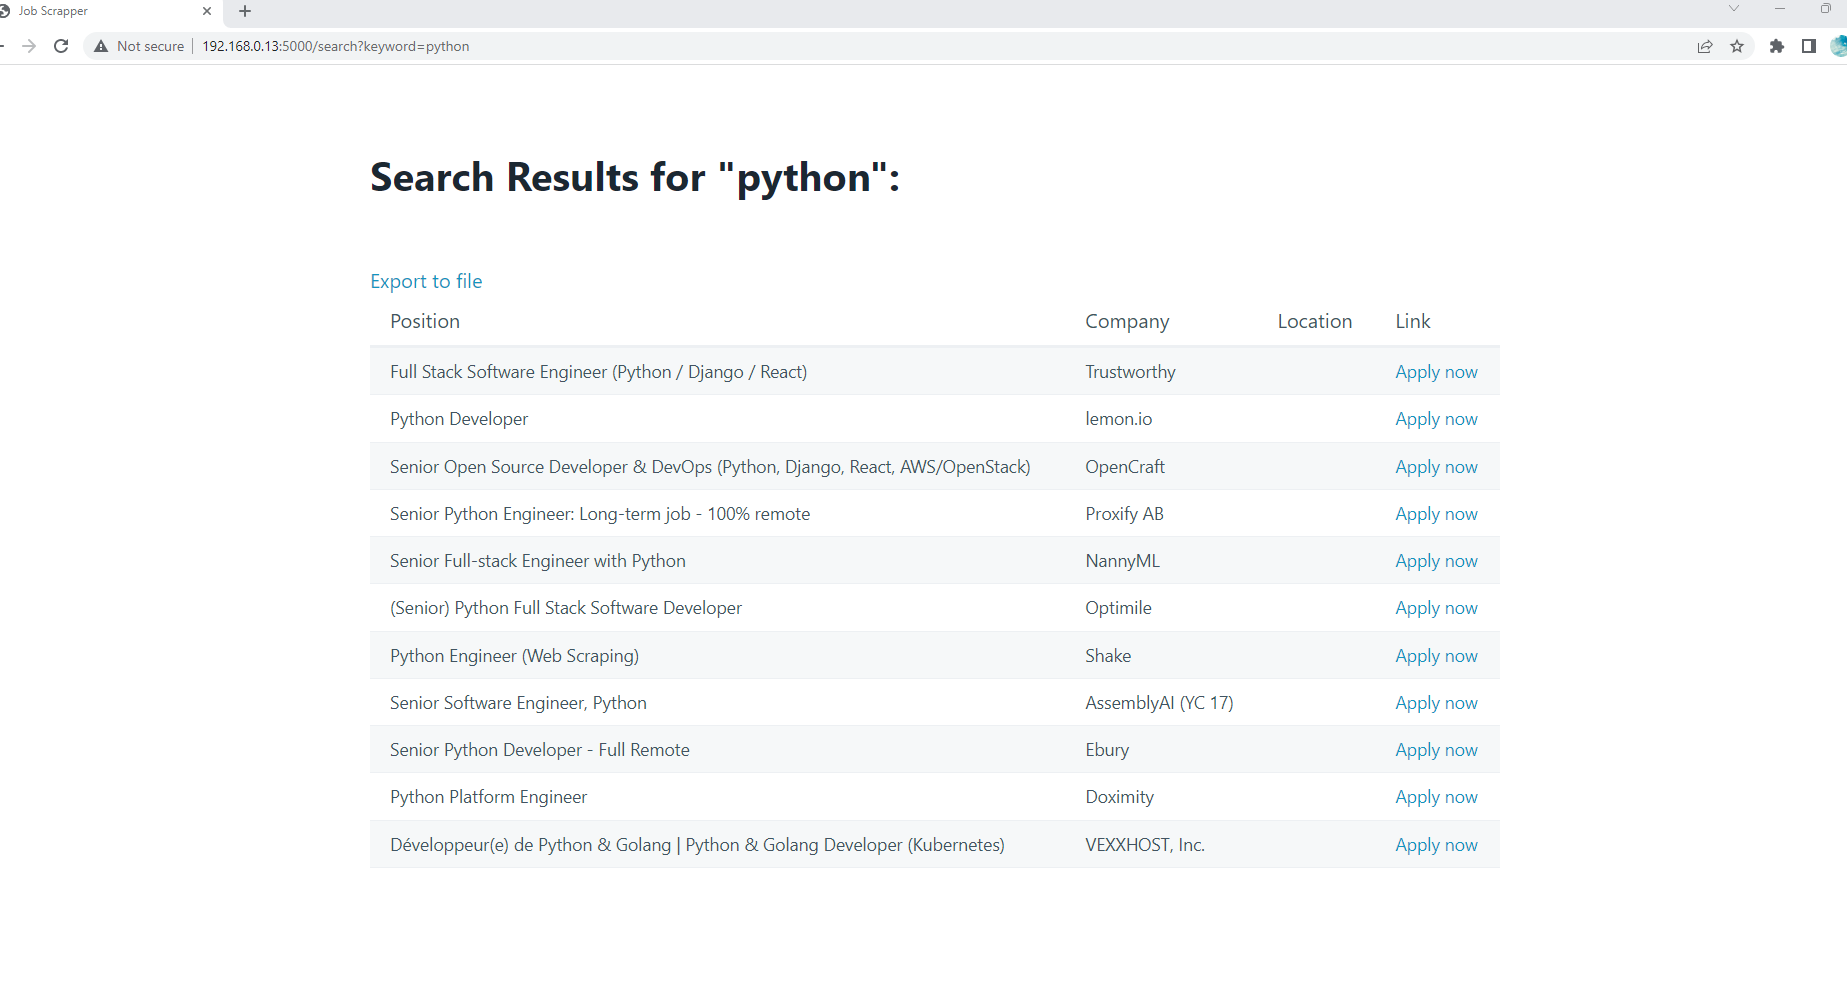 Job Scrapper
Not secure 192.168.0.13:5000/search?keyword=python
Search Results for "python":
Export to file
Position Company Location Link
Full Stack Software Engineer (Python / Django / React) Trustworthy Apply now
Python Developer lemon.io Apply now
Senior Open Source Developer & DevOps (Python, Django, React, AWS/OpenStack) OpenCraft Apply now
Senior Python Engineer: Long-term job - 100% remote Proxify AB Apply now
Senior Full-stack Engineer with Python NannyML Apply now
(Senior) Python Full Stack Software Developer Optimile Apply now
Python Engineer (Web Scraping) Shake Apply now
Senior Software Engineer, Python AssemblyAI (YC 17) Apply now
Senior Python Developer - Full Remote Ebury Apply now
Python Platform Engineer Doximity Apply now
Développeur(e) de Python & Golang | Python & Golang Developer (Kubernetes) VEXXHOST, Inc. Apply now